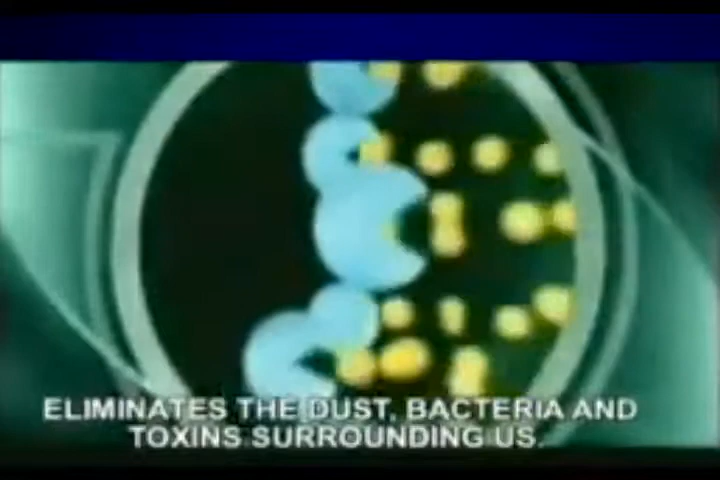 ELIMINATES THE DUST, BACTERIA AND
TOXINS SURROUNDING US.